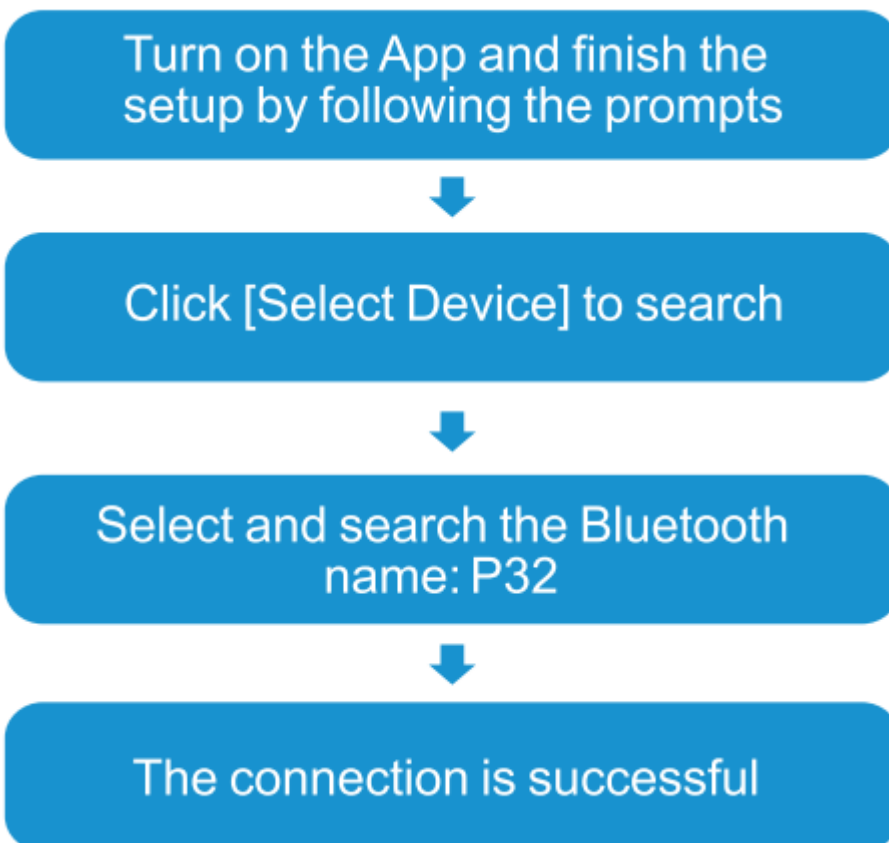 Turn on the App and finish the
setup by following the prompts
Click [Select Device] to search
Select and search the Bluetooth
name: P32
The connection is successful